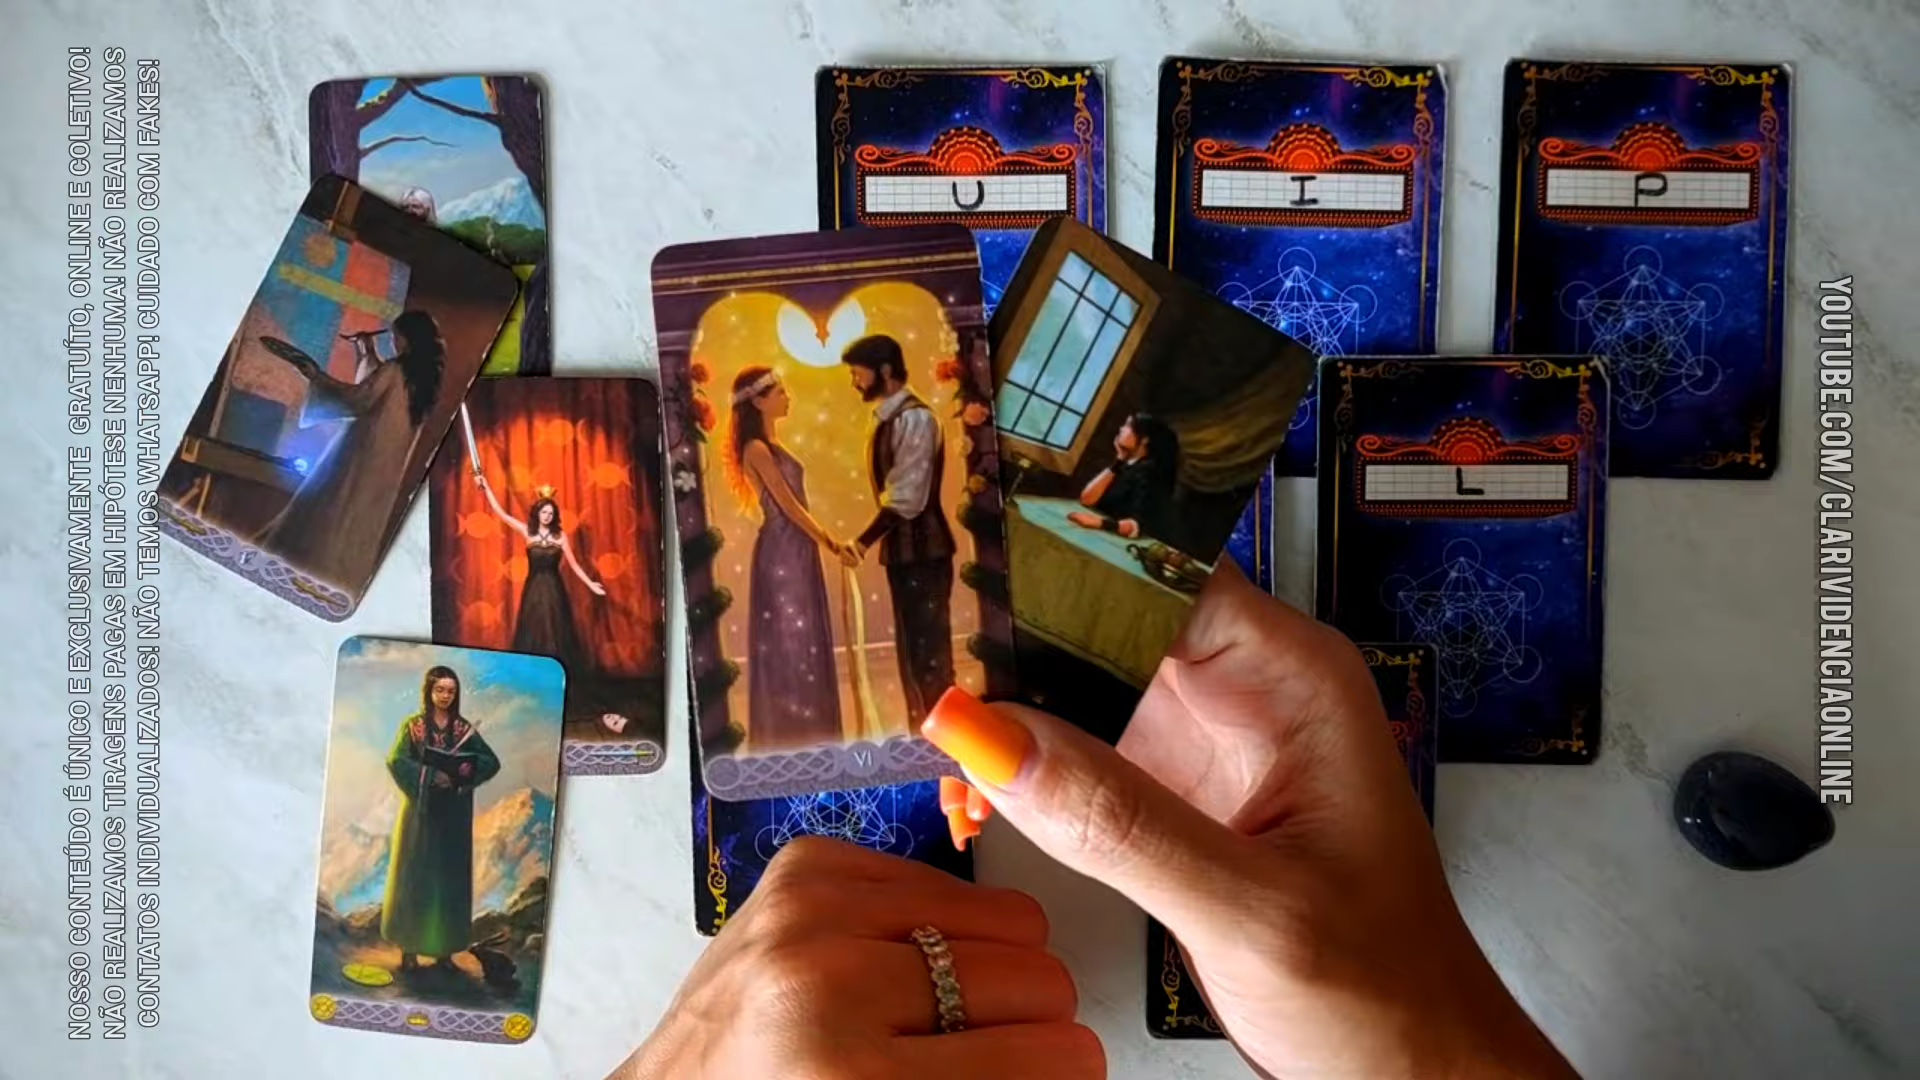 NOSSO CONTEÚDO É ÚNICO E EXCLUSIVAMENTE GRATUÍTO, ONLINE E COLETIVO!
NÃO REALIZAMOS TIRAGENS PAGAS EM HIPÓTESE NENHUMA! NÃO REALIZAMOS
CONTATOS INDIVIDUALIZADOS! NÃO TEMOS WHATSAPP! CUIDADO COM FAKES!
U
I
P
L
VI
YOUTUBE.COM/CLARIVIDENCIAONLINE